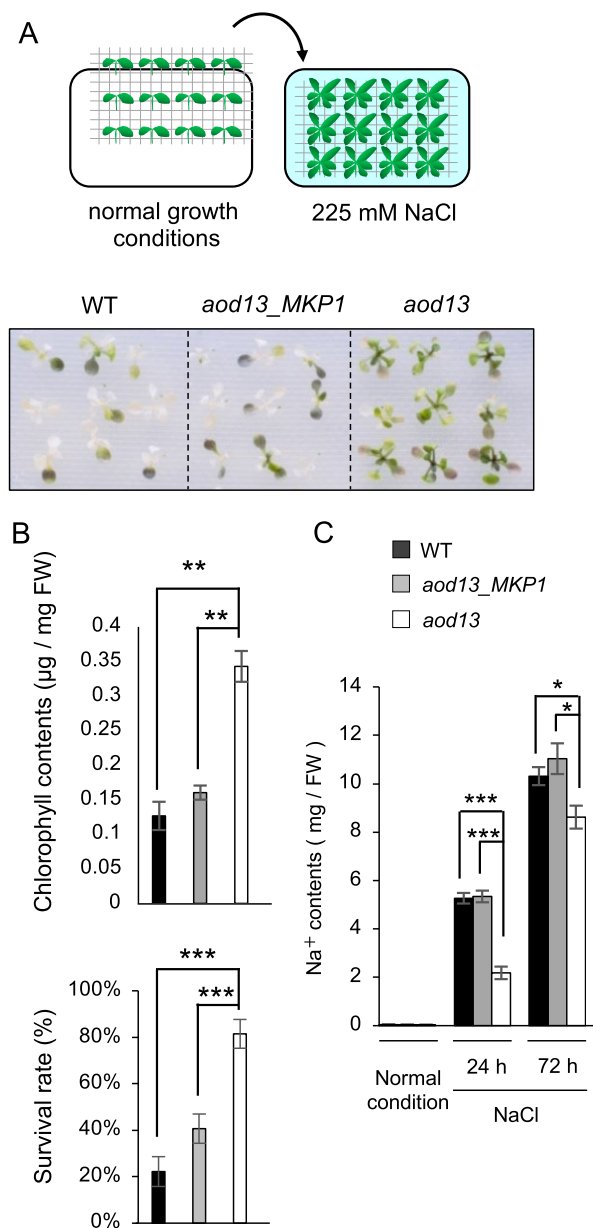 A
normal growth
conditions
225 mM NaCl
WT
aod13_MKP1
aod13
B
Chlorophyll contents (µg / mg FW)
0.4
0.35
0.3
0.25
0.2
0.15
0.1
0.05
0
**
**
Survival rate (%)
100%
80%
60%
40%
20%
0%
***
***
C
WT
aod13_MKP1
aod13
Na+ contents ( mg / FW )
14
12
10
8
6
4
2
0
***
***
*
*
Normal
condition
24 h
72 h
NaCl